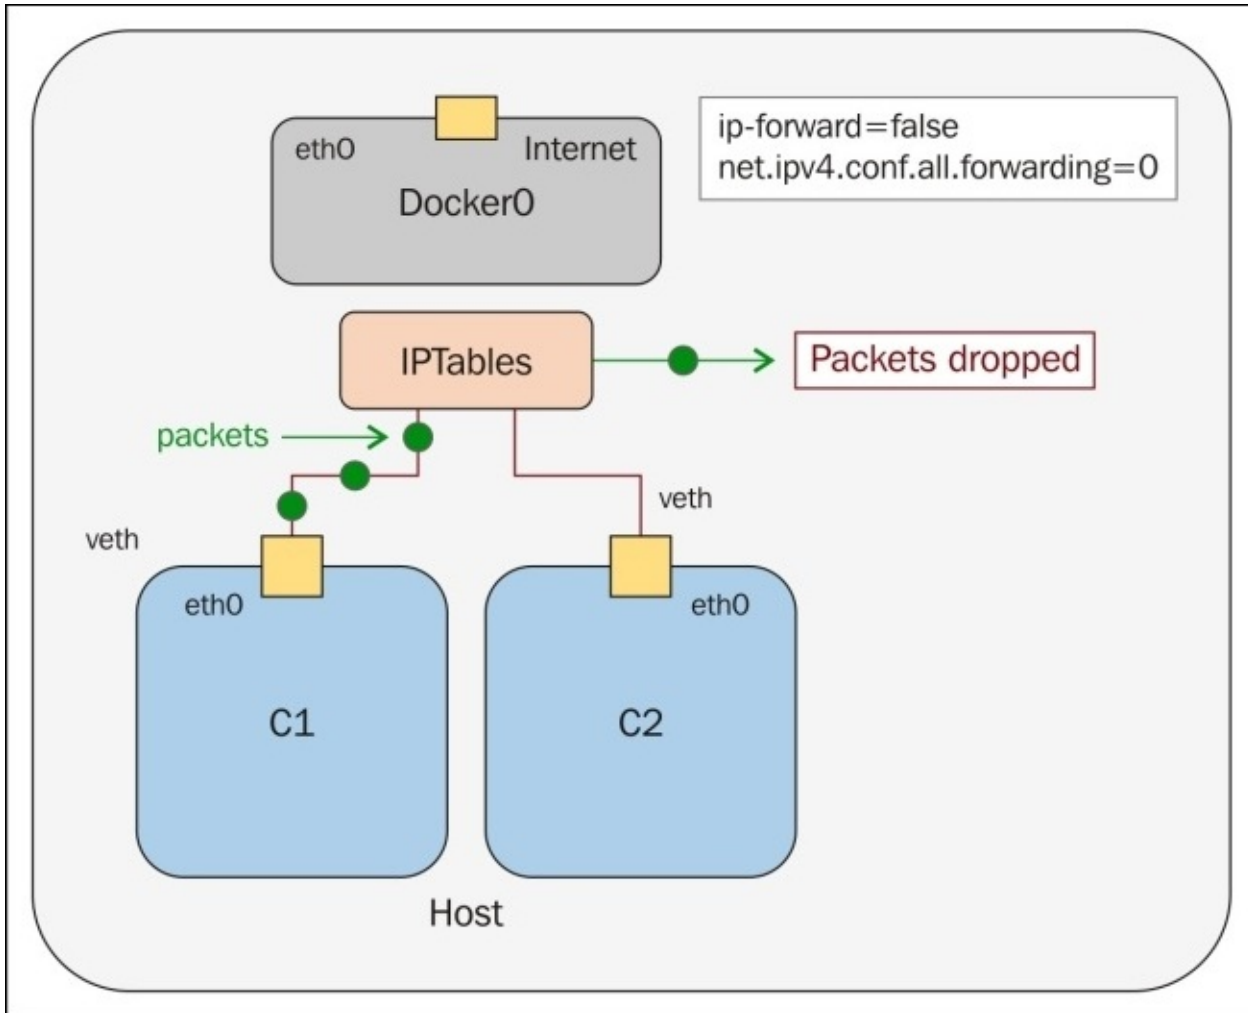 eth0
Internet
Docker0
ip-forward=false
net.ipv4.conf.all.forwarding=0
IPTables
Packets dropped
packets
veth
veth
eth0
eth0
C1
C2
Host